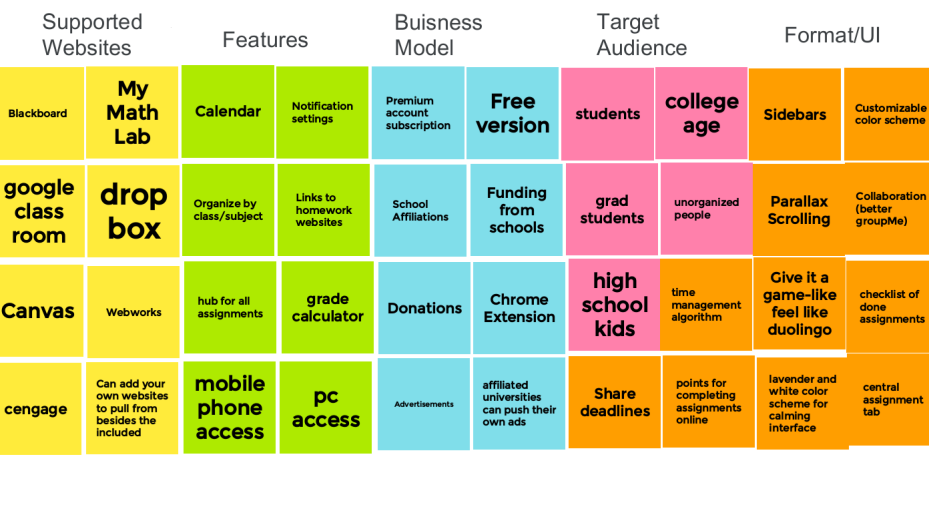 Supported
Websites
Features
Buisness
Model
Target
Audience
Format/UI
Blackboard
My
Math
Lab
Calendar
Notification
settings
Premium
account
subscription
Free
version
students
college
age
Sidebars
Customizable
color scheme
google
class
room
drop
box
Organize by
class/subject
Links to
homework
websites
School
Affiliations
Funding
from
schools
grad
students
unorganized
people
Parallax
Scrolling
Collaboration
(better
groupMe)
Canvas
Webworks
hub for all
assignments
grade
calculator
Donations
Chrome
Extension
high
school
kids
time
management
algorithm
Give it a
game-like
feel like
duolingo
checklist of
done
assignments
cengage
Can add your
own websites
to pull from
besides the
included
mobile
phone
access
pc
access
Advertisements
affiliated
universities
can push their
own ads
Share
deadlines
points for
completing
assignments
online
lavender and
white color
scheme for
calming
interface
central
assignment
tab